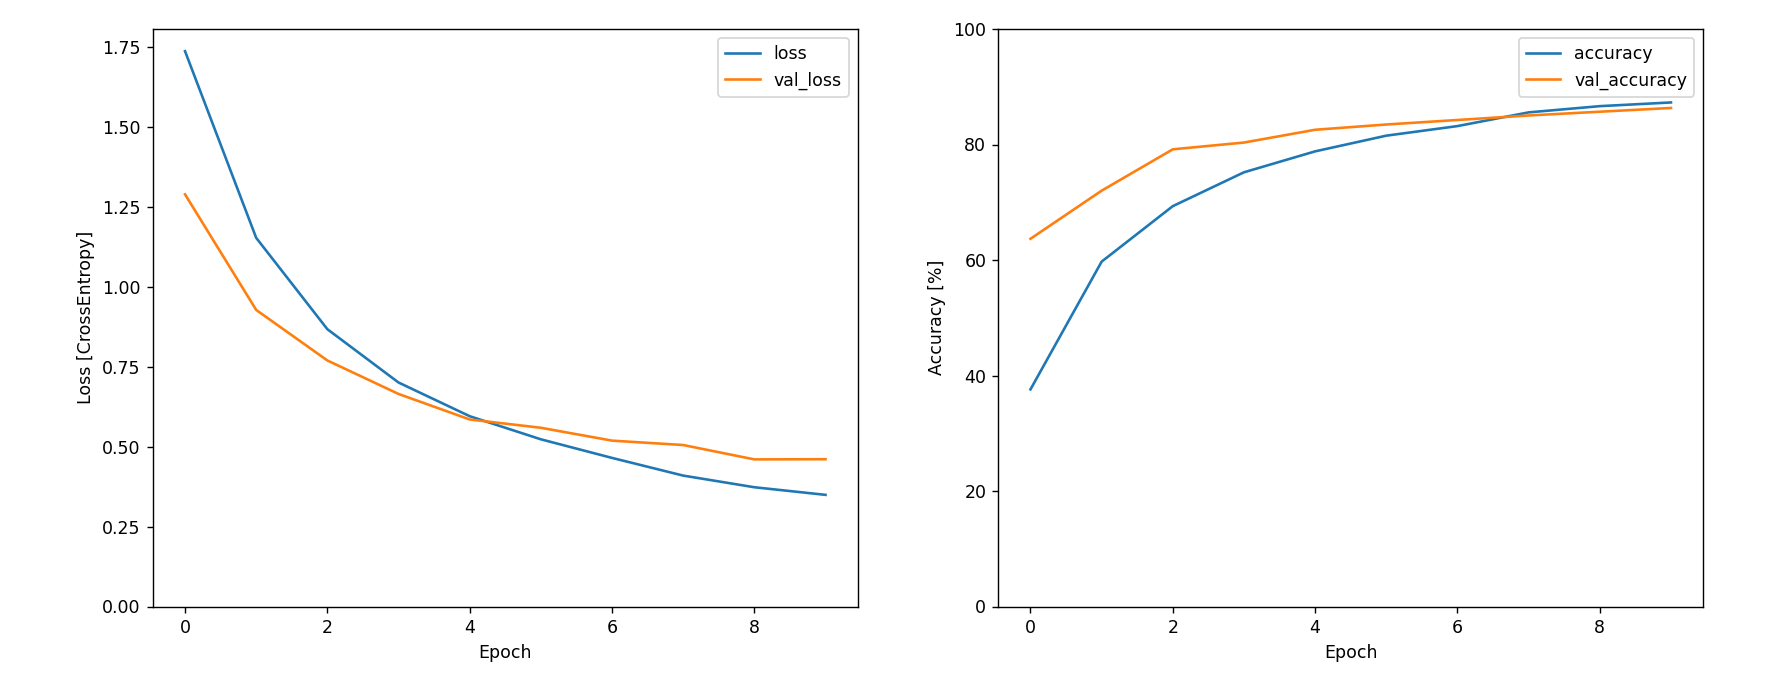 loss
val_loss
1.75
1.50
1.25
1.00
0.75
0.50
0.25
0.00
Loss [CrossEntropy]
0 2 4 6 8
Epoch
accuracy
val_accuracy
100
80
60
40
20
0
Accuracy [%]
0 2 4 6 8
Epoch